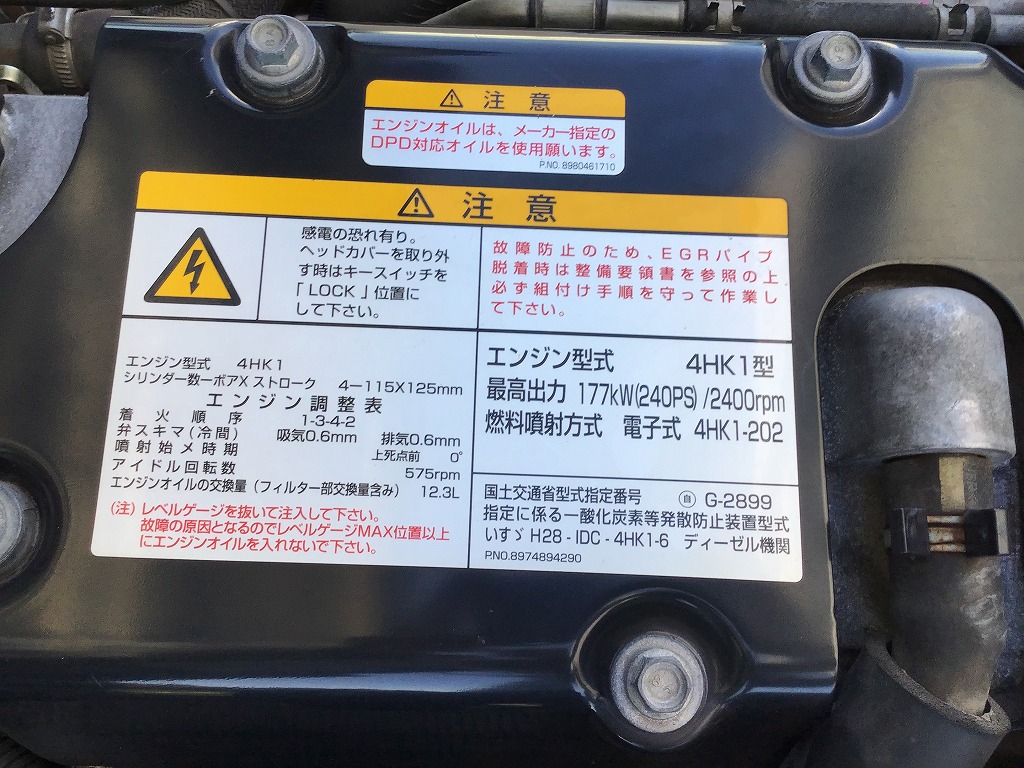 注意
エンジンオイルは、メーカー指定の
DPD対応オイルを使用願います。
P.NO. 8980461710
注意
感電の恐れ有り。
ヘッドカバーを取り外
す時はキースイッチを
「LOCK」位置に
して下さい。
故障防止のため、EGRパイプ
脱着時は整備要領書を参照の上
必ず組付け手順を守って作業し
て下さい。
エンジン型式 4HK1
シリンダー数ーボアXストローク 4-115X125mm
エンジン調整表
着火順序 1-3-4-2
弁スキマ(冷間) 吸気0.6mm 排気0.6mm
噴射始メ時期 上死点前 0°
アイドル回転数 575rpm
エンジンオイルの交換量(フィルター部交換量含み) 12.3L
(注)レベルゲージを抜いて注入して下さい。
故障の原因となるのでレベルゲージMAX位置以上
にエンジンオイルを入れないで下さい。
エンジン型式 4HK1型
最高出力 177kW(240PS)/2400rpm
燃料噴射方式 電子式 4HK1-202
国土交通省型式指定番号 自 G-2899
指定に係る一酸化炭素等発散防止装置型式
いすゞ H28-IDC-4HK1-6 ディーゼル機関
P.NO.8974894290